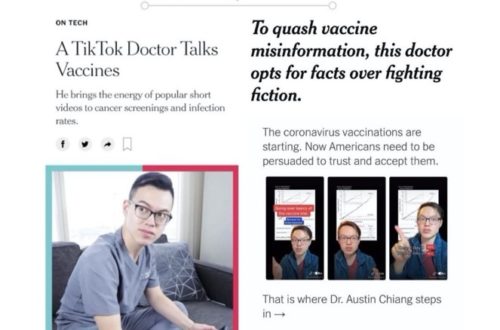 ON TECH
A TikTok Doctor Talks
Vaccines
He brings the energy of popular short
videos to cancer screenings and infection
rates.
To quash vaccine
misinformation, this doctor
opts for facts over fighting
fiction.
The coronavirus vaccinations are
starting. Now Americans need to be
persuaded to trust and accept them.
That is where Dr. Austin Chiang steps
in →